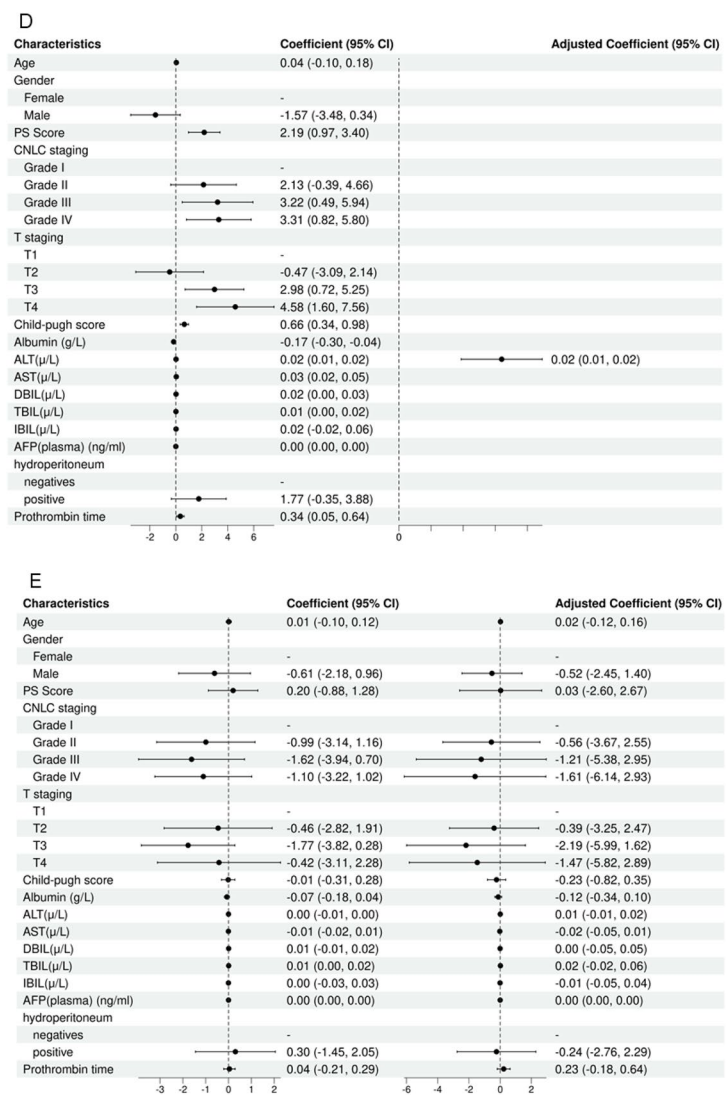 D
Characteristics Coefficient (95% CI) Adjusted Coefficient (95% CI)
Age 0.04 (-0.10, 0.18)
Gender
Female -
Male -1.57 (-3.48, 0.34)
PS Score 2.19 (0.97, 3.40)
CNLC staging
Grade I -
Grade II 2.13 (-0.39, 4.66)
Grade III 3.22 (0.49, 5.94)
Grade IV 3.31 (0.82, 5.80)
T staging
T1 -
T2 -0.47 (-3.09, 2.14)
T3 2.98 (0.72, 5.25)
T4 4.58 (1.60, 7.56)
Child-pugh score 0.66 (0.34, 0.98)
Albumin (g/L) -0.17 (-0.30, -0.04)
ALT(μ/L) 0.02 (0.01, 0.02) 0.02 (0.01, 0.02)
AST(μ/L) 0.03 (0.02, 0.05)
DBIL(μ/L) 0.02 (0.00, 0.03)
TBIL(μ/L) 0.01 (0.00, 0.02)
IBIL(μ/L) 0.02 (-0.02, 0.06)
AFP(plasma) (ng/ml) 0.00 (0.00, 0.00)
hydroperitoneum
negatives -
positive 1.77 (-0.35, 3.88)
Prothrombin time 0.34 (0.05, 0.64)
-2 0 2 4 6 0
E
Characteristics Coefficient (95% CI) Adjusted Coefficient (95% CI)
Age 0.01 (-0.10, 0.12) 0.02 (-0.12, 0.16)
Gender
Female - -
Male -0.61 (-2.18, 0.96) -0.52 (-2.45, 1.40)
PS Score 0.20 (-0.88, 1.28) 0.03 (-2.60, 2.67)
CNLC staging
Grade I - -
Grade II -0.99 (-3.14, 1.16) -0.56 (-3.67, 2.55)
Grade III -1.62 (-3.94, 0.70) -1.21 (-5.38, 2.95)
Grade IV -1.10 (-3.22, 1.02) -1.61 (-6.14, 2.93)
T staging
T1 - -
T2 -0.46 (-2.82, 1.91) -0.39 (-3.25, 2.47)
T3 -1.77 (-3.82, 0.28) -2.19 (-5.99, 1.62)
T4 -0.42 (-3.11, 2.28) -1.47 (-5.82, 2.89)
Child-pugh score -0.01 (-0.31, 0.28) -0.23 (-0.82, 0.35)
Albumin (g/L) -0.07 (-0.18, 0.04) -0.12 (-0.34, 0.10)
ALT(μ/L) 0.00 (-0.01, 0.00) 0.01 (-0.01, 0.02)
AST(μ/L) -0.01 (-0.02, 0.01) -0.02 (-0.05, 0.01)
DBIL(μ/L) 0.01 (-0.01, 0.02) 0.00 (-0.05, 0.05)
TBIL(μ/L) 0.01 (0.00, 0.02) 0.02 (-0.02, 0.06)
IBIL(μ/L) 0.00 (-0.03, 0.03) -0.01 (-0.05, 0.04)
AFP(plasma) (ng/ml) 0.00 (0.00, 0.00) 0.00 (0.00, 0.00)
hydroperitoneum
negatives - -
positive 0.30 (-1.45, 2.05) -0.24 (-2.76, 2.29)
Prothrombin time 0.04 (-0.21, 0.29) 0.23 (-0.18, 0.64)
-3 -2 -1 0 1 2 -6 -4 -2 0 2